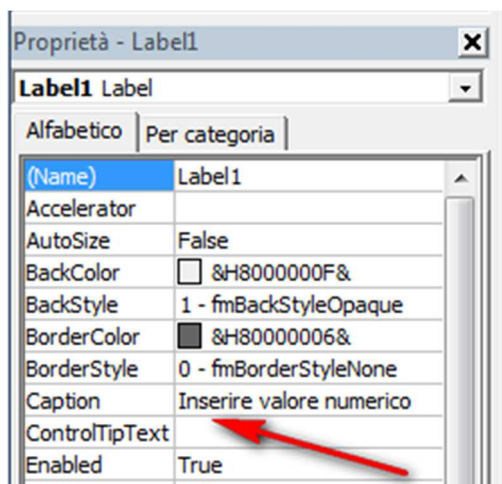 Proprietà - Label1
Label1 Label
Alfabetico Per categoria
(Name) Label1
Accelerator
AutoSize False
BackColor &H8000000F&
BackStyle 1 - fmBackStyleOpaque
BorderColor &H80000006&
BorderStyle 0 - fmBorderStyleNone
Caption Inserire valore numerico
ControlTipText
Enabled True